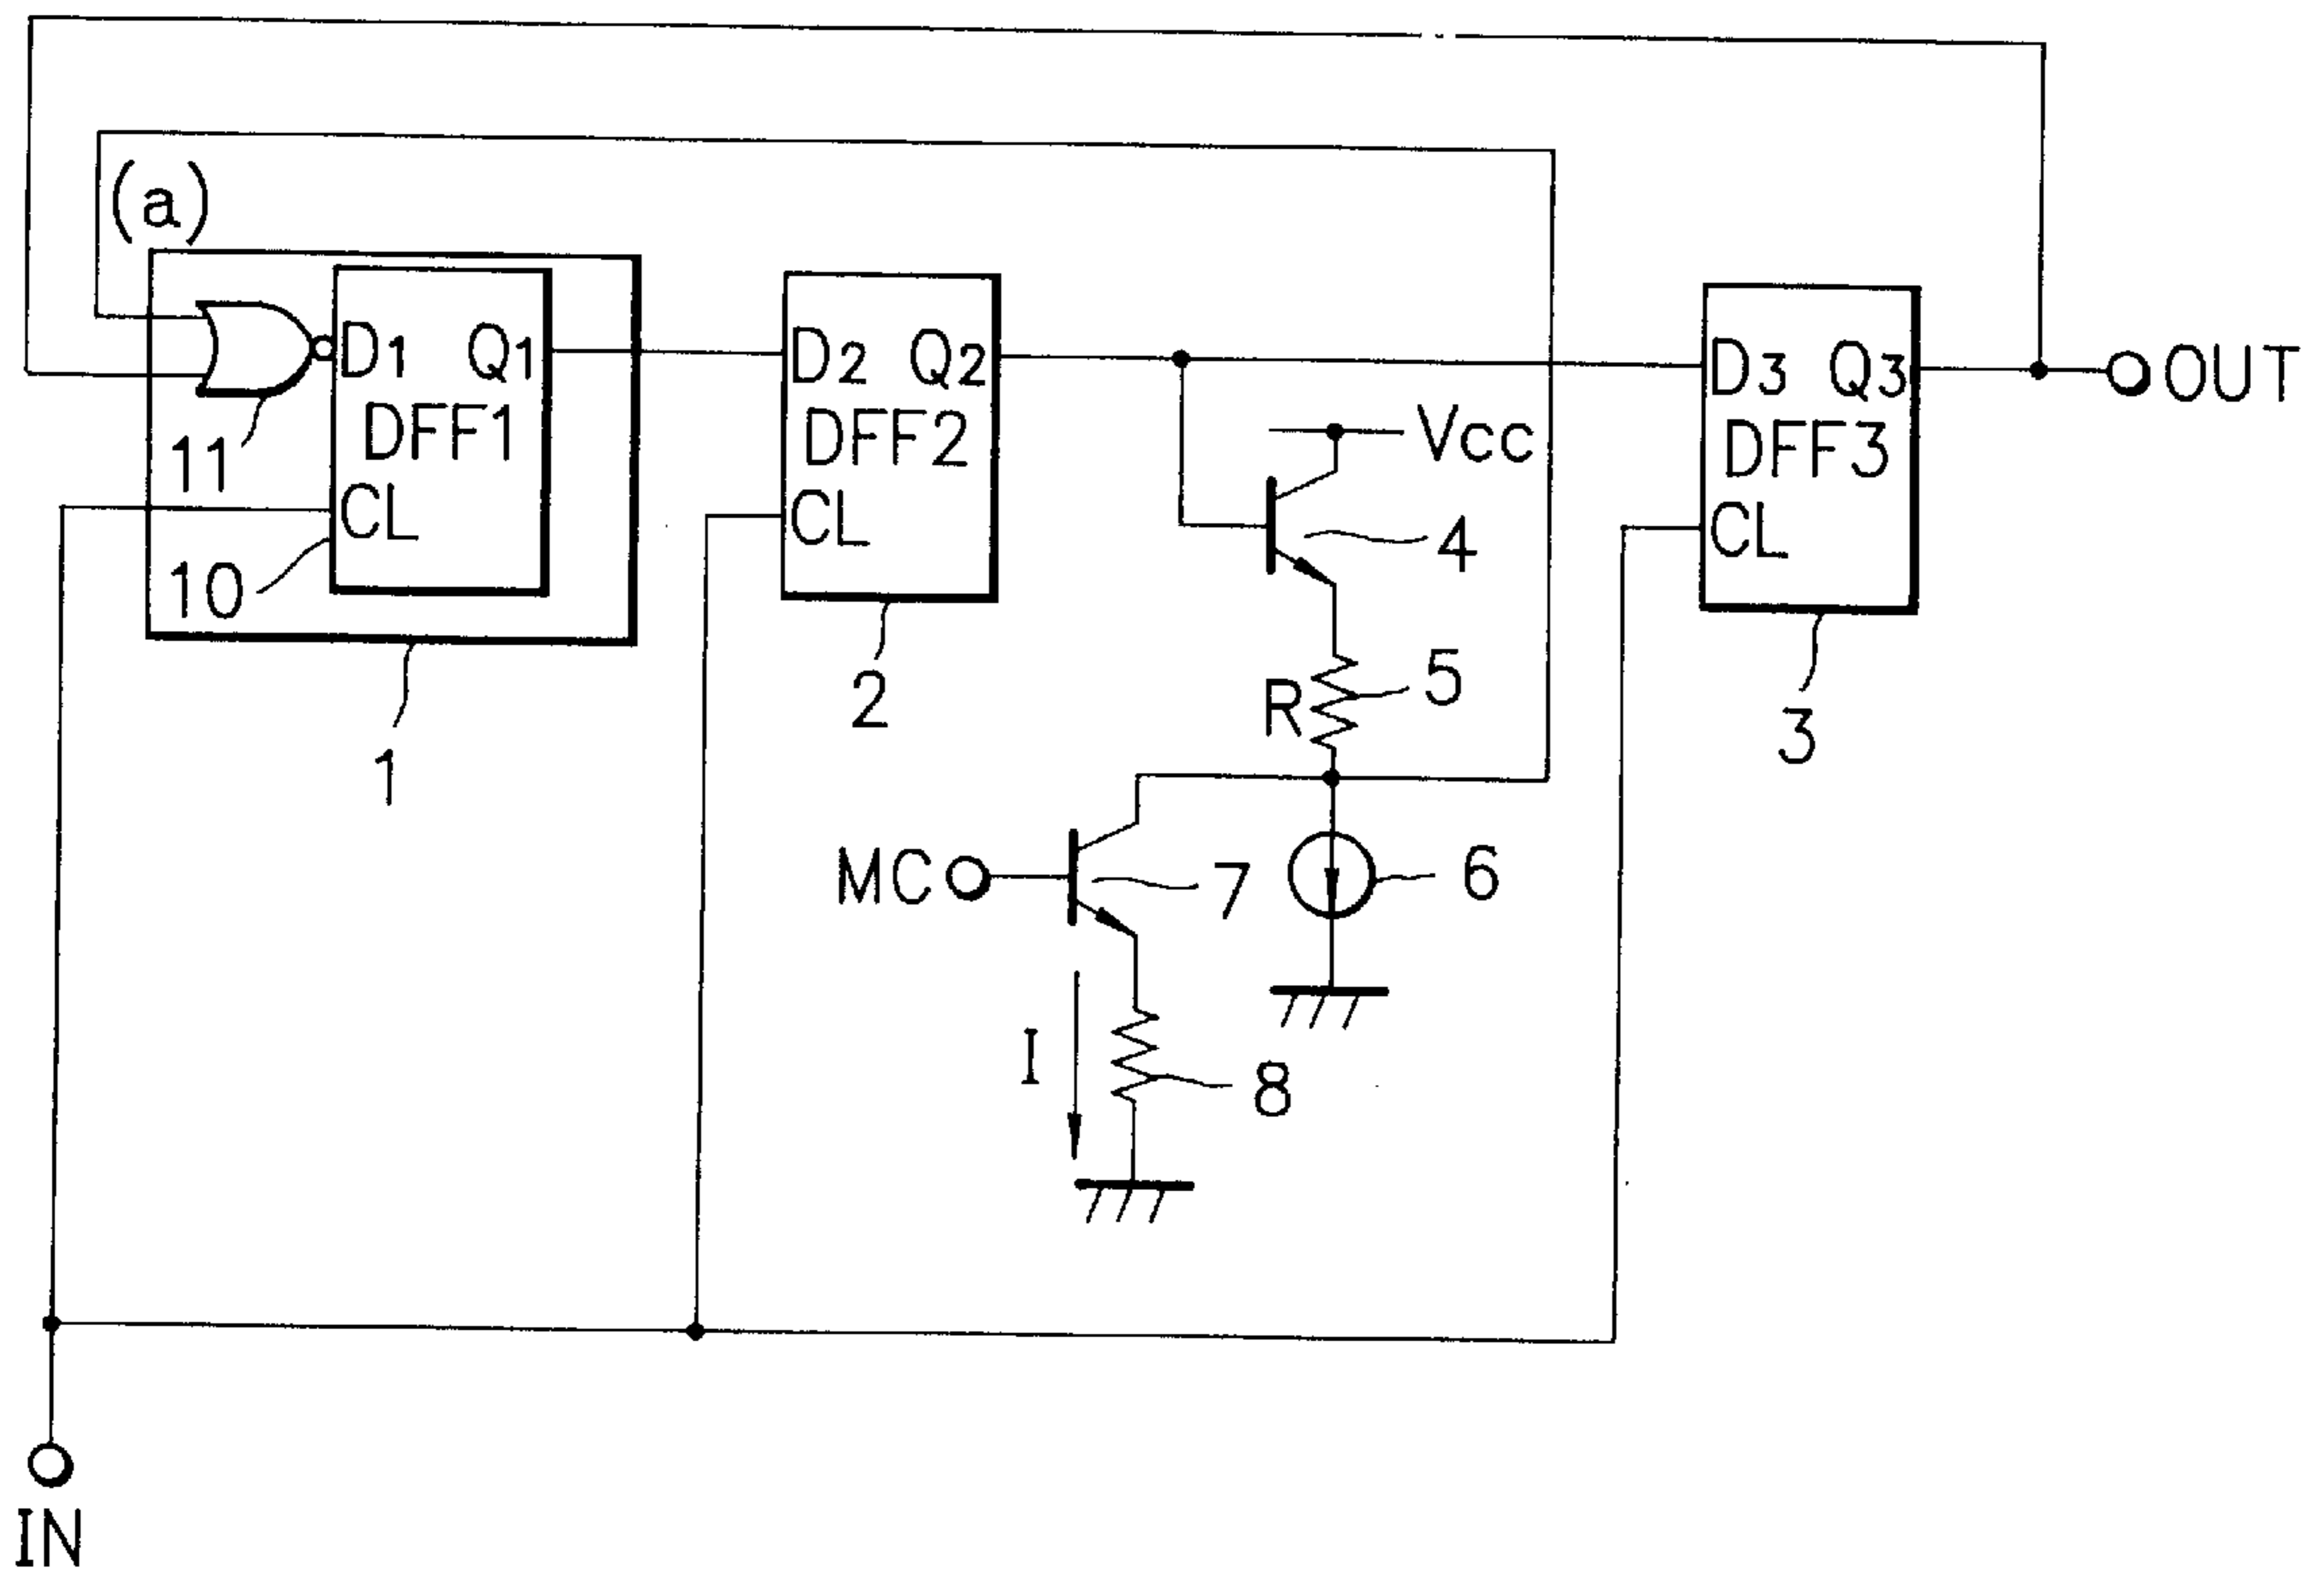 (a)
D1 Q1
D2 Q2
D3 Q3
OUT
11
DFF1
DFF2
Vcc
DFF3
CL
CL
CL
4
10
2
R
5
3
1
MC
7
6
I
8
IN